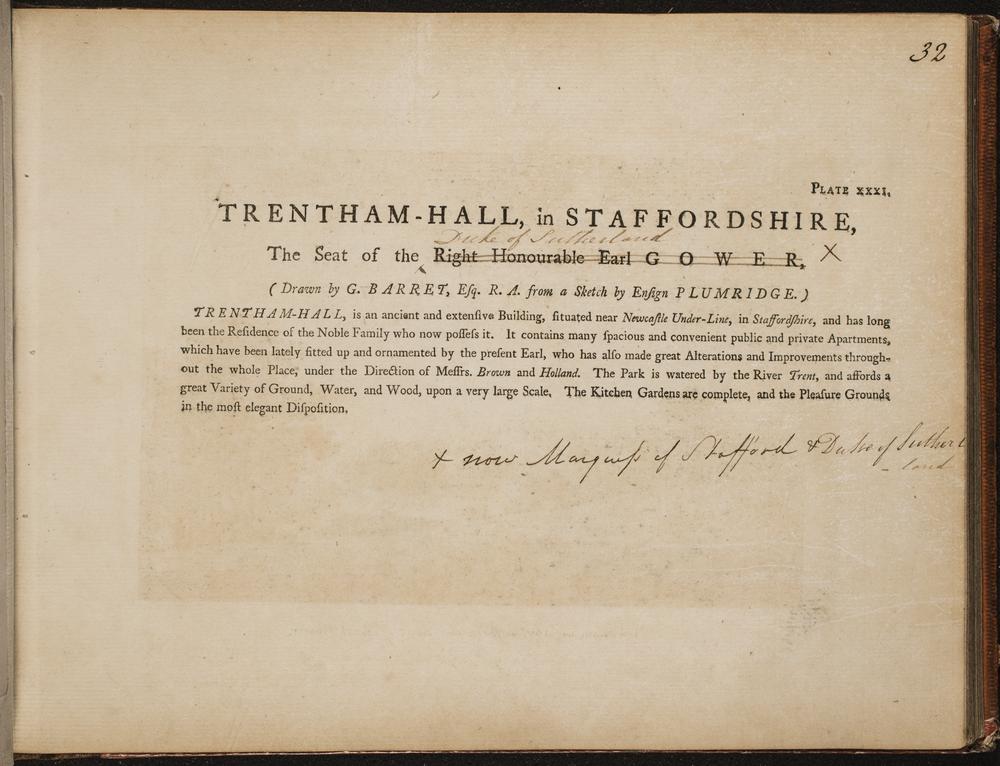 32
PLATE XXXI.
TRENTHAM-HALL, in STAFFORDSHIRE,
Duke of Sutherland
The Seat of the Right Honourable Earl GOWER, ×
(Drawn by G. BARRET, Eſq. R. A. from a Sketch by Enſign PLUMRIDGE.)
TRENTHAM-HALL, is an ancient and extenſive Building, ſituated near Newcaſtle Under-Line, in Staffordſhire, and has long
been the Reſidence of the Noble Family who now poſſeſs it. It contains many ſpacious and convenient public and private Apartments,
which have been lately fitted up and ornamented by the preſent Earl, who has alſo made great Alterations and Improvements through-
out the whole Place, under the Direction of Meſſrs. Brown and Holland. The Park is watered by the River Trent, and affords a
great Variety of Ground, Water, and Wood, upon a very large Scale. The Kitchen Gardens are complete, and the Pleaſure Grounds
in the moſt elegant Diſpoſition.
× now Marqueſs of Stafford & Duke of Sutherl
-land